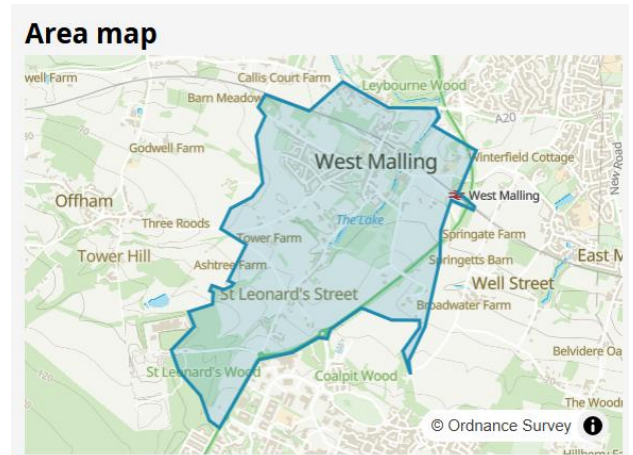 Area map
well Farm
Callis Court Farm
Leybourne Wood
Barn Meadow
A20
Godwell Farm
West Malling
Winterfield Cottage
New Road
Offham
West Malling
Three Roods
The Lake
Tower Farm
Springate Farm
Tower Hill
Ashtree Farm
Springetts Barn
East M
Well Street
St Leonard's Street
Broadwater Farm
Belvidere Oa
St Leonard's Wood
Coalpit Wood
120
The Wood
© Ordnance Survey